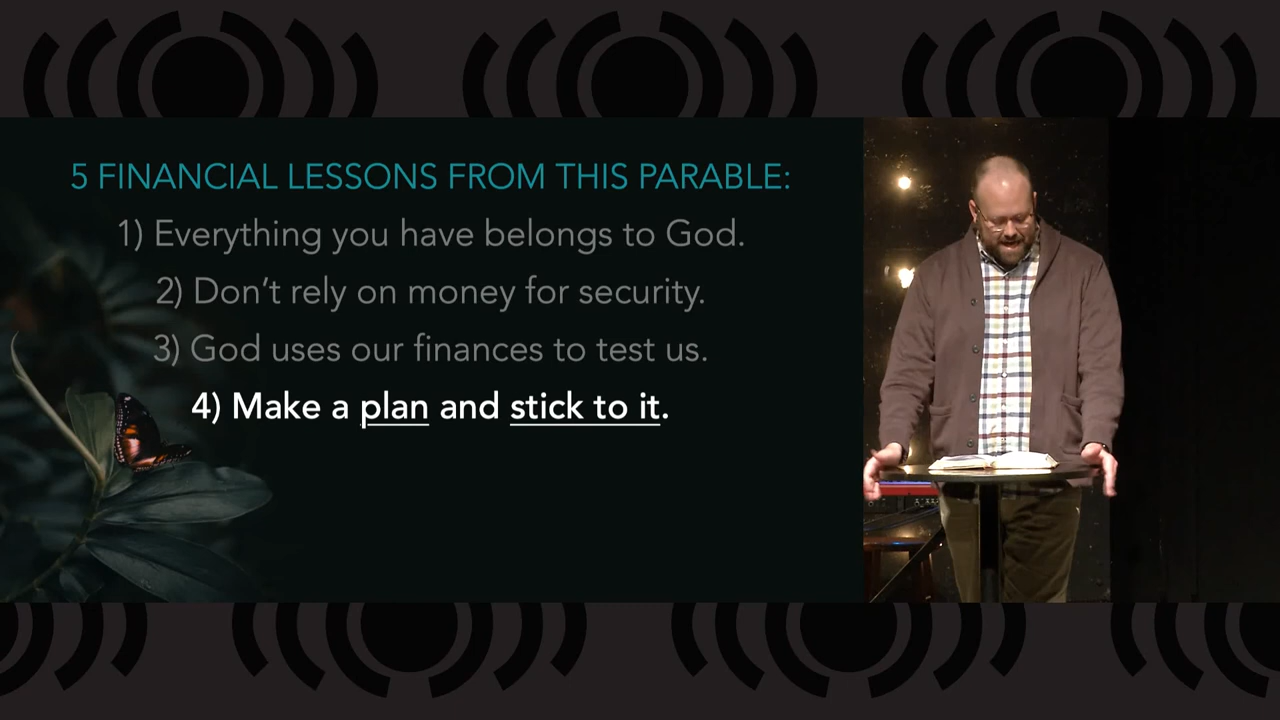 5 FINANCIAL LESSONS FROM THIS PARABLE:
1) Everything you have belongs to God.
2) Don't rely on money for security.
3) God uses our finances to test us.
4) Make a plan and stick to it.